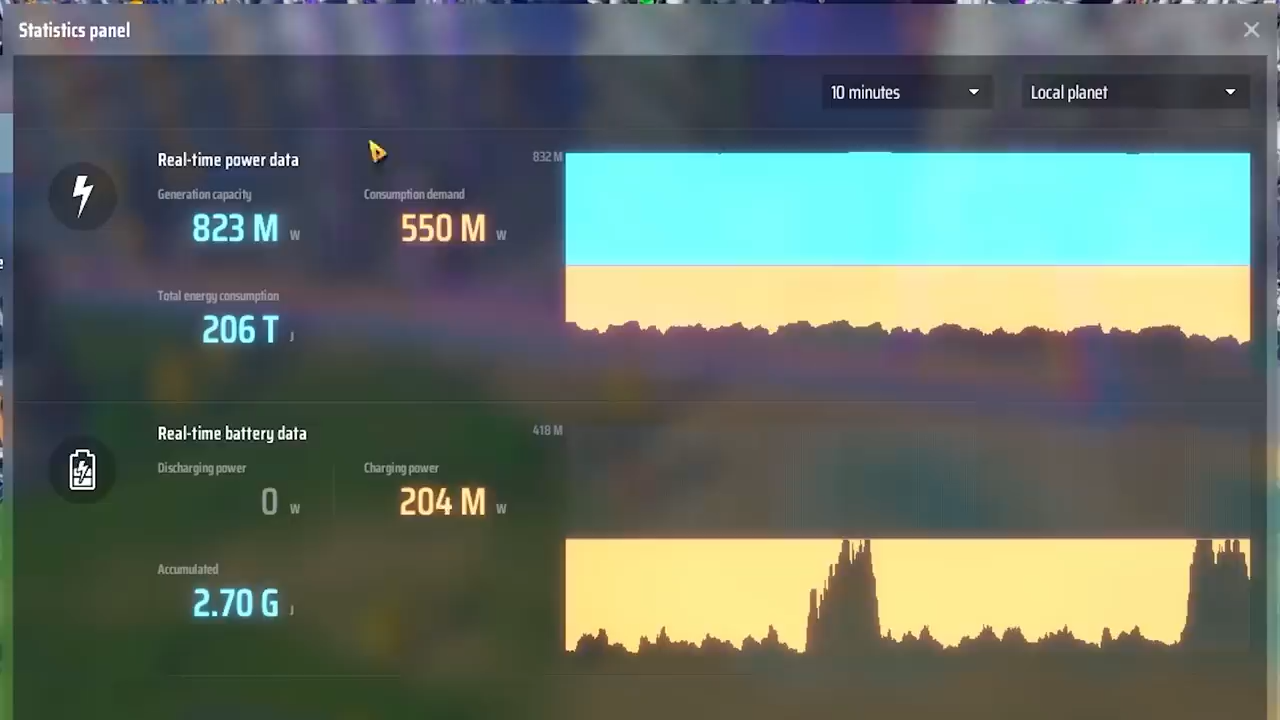 Statistics panel
10 minutes
Local planet
Real-time power data
832 M
Generation capacity
Consumption demand
823 M W
550 M W
Total energy consumption
206 T J
Real-time battery data
418 M
Discharging power
Charging power
0 W
204 M W
Accumulated
2.70 G J